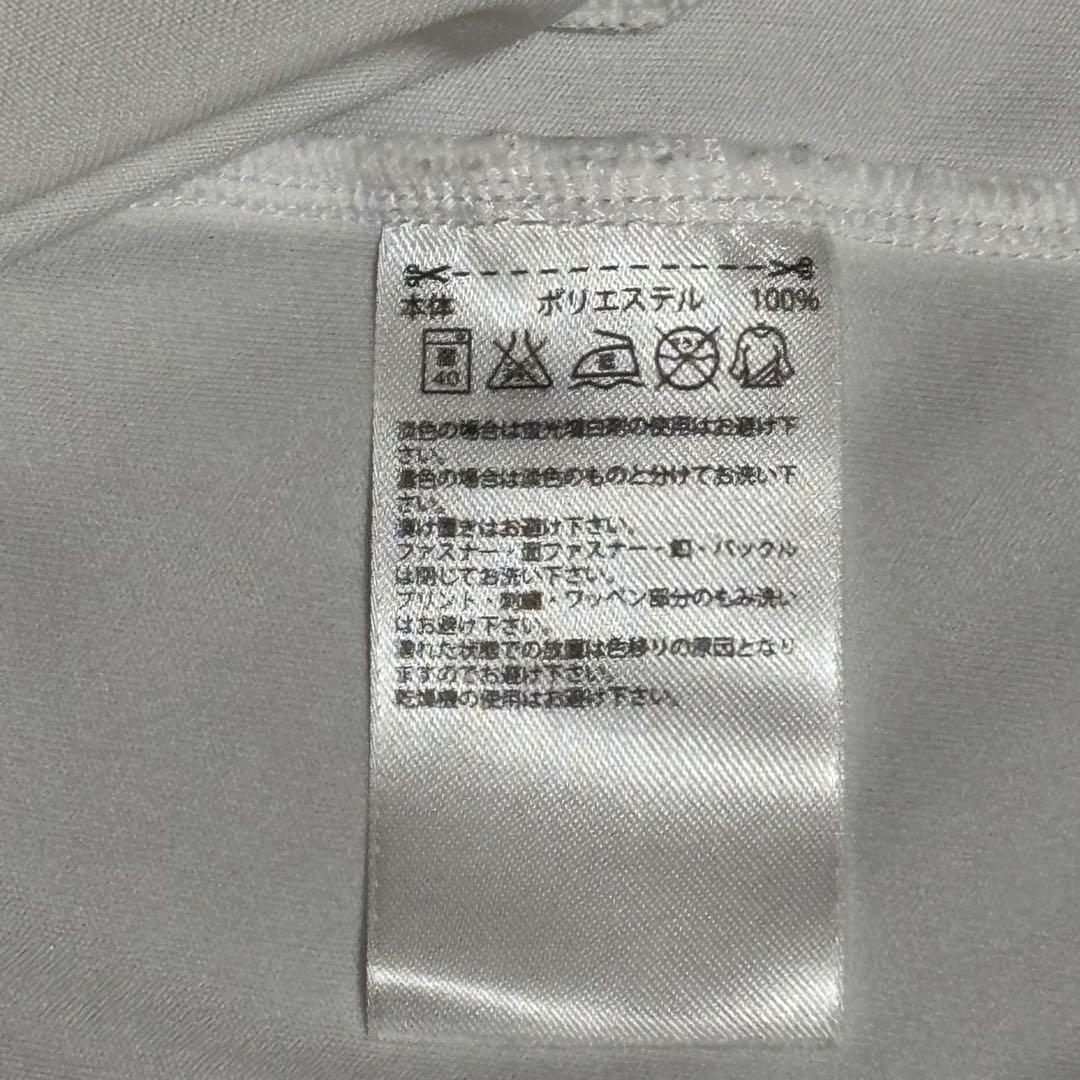 本体 ポリエステル 100%
40
淡色の場合は蛍光増白剤の使用はお避け下
さい。
濃色の場合は淡色のものと分けてお洗い下
さい。
漬け置きはお避け下さい。
ファスナー・面ファスナー・釦・バックル
は閉じてお洗い下さい。
プリント・刺繍・ワッペン部分のもみ洗い
はお避け下さい。
濡れた状態での放置は色移りの原因となり
ますのでお避け下さい。
乾燥機の使用はお避け下さい。